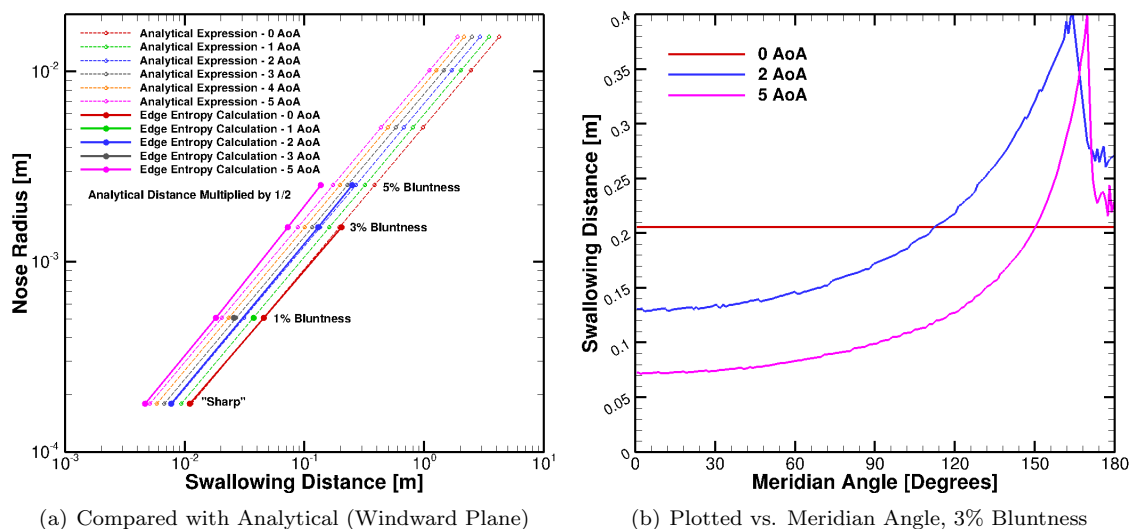 Analytical Expression - 0 AoA
Analytical Expression - 1 AoA
Analytical Expression - 2 AoA
Analytical Expression - 3 AoA
Analytical Expression - 4 AoA
Analytical Expression - 5 AoA
Edge Entropy Calculation - 0 AoA
Edge Entropy Calculation - 1 AoA
Edge Entropy Calculation - 2 AoA
Edge Entropy Calculation - 3 AoA
Edge Entropy Calculation - 5 AoA
Analytical Distance Multiplied by 1/2
5% Bluntness
3% Bluntness
1% Bluntness
"Sharp"
Nose Radius [m]
10⁻²
10⁻³
10⁻⁴
10⁻³ 10⁻² 10⁻¹ 10⁰ 10¹
Swallowing Distance [m]
(a) Compared with Analytical (Windward Plane)
0 AoA
2 AoA
5 AoA
Swallowing Distance [m]
0.4
0.35
0.3
0.25
0.2
0.15
0.1
0.05
0
0 30 60 90 120 150 180
Meridian Angle [Degrees]
(b) Plotted vs. Meridian Angle, 3% Bluntness